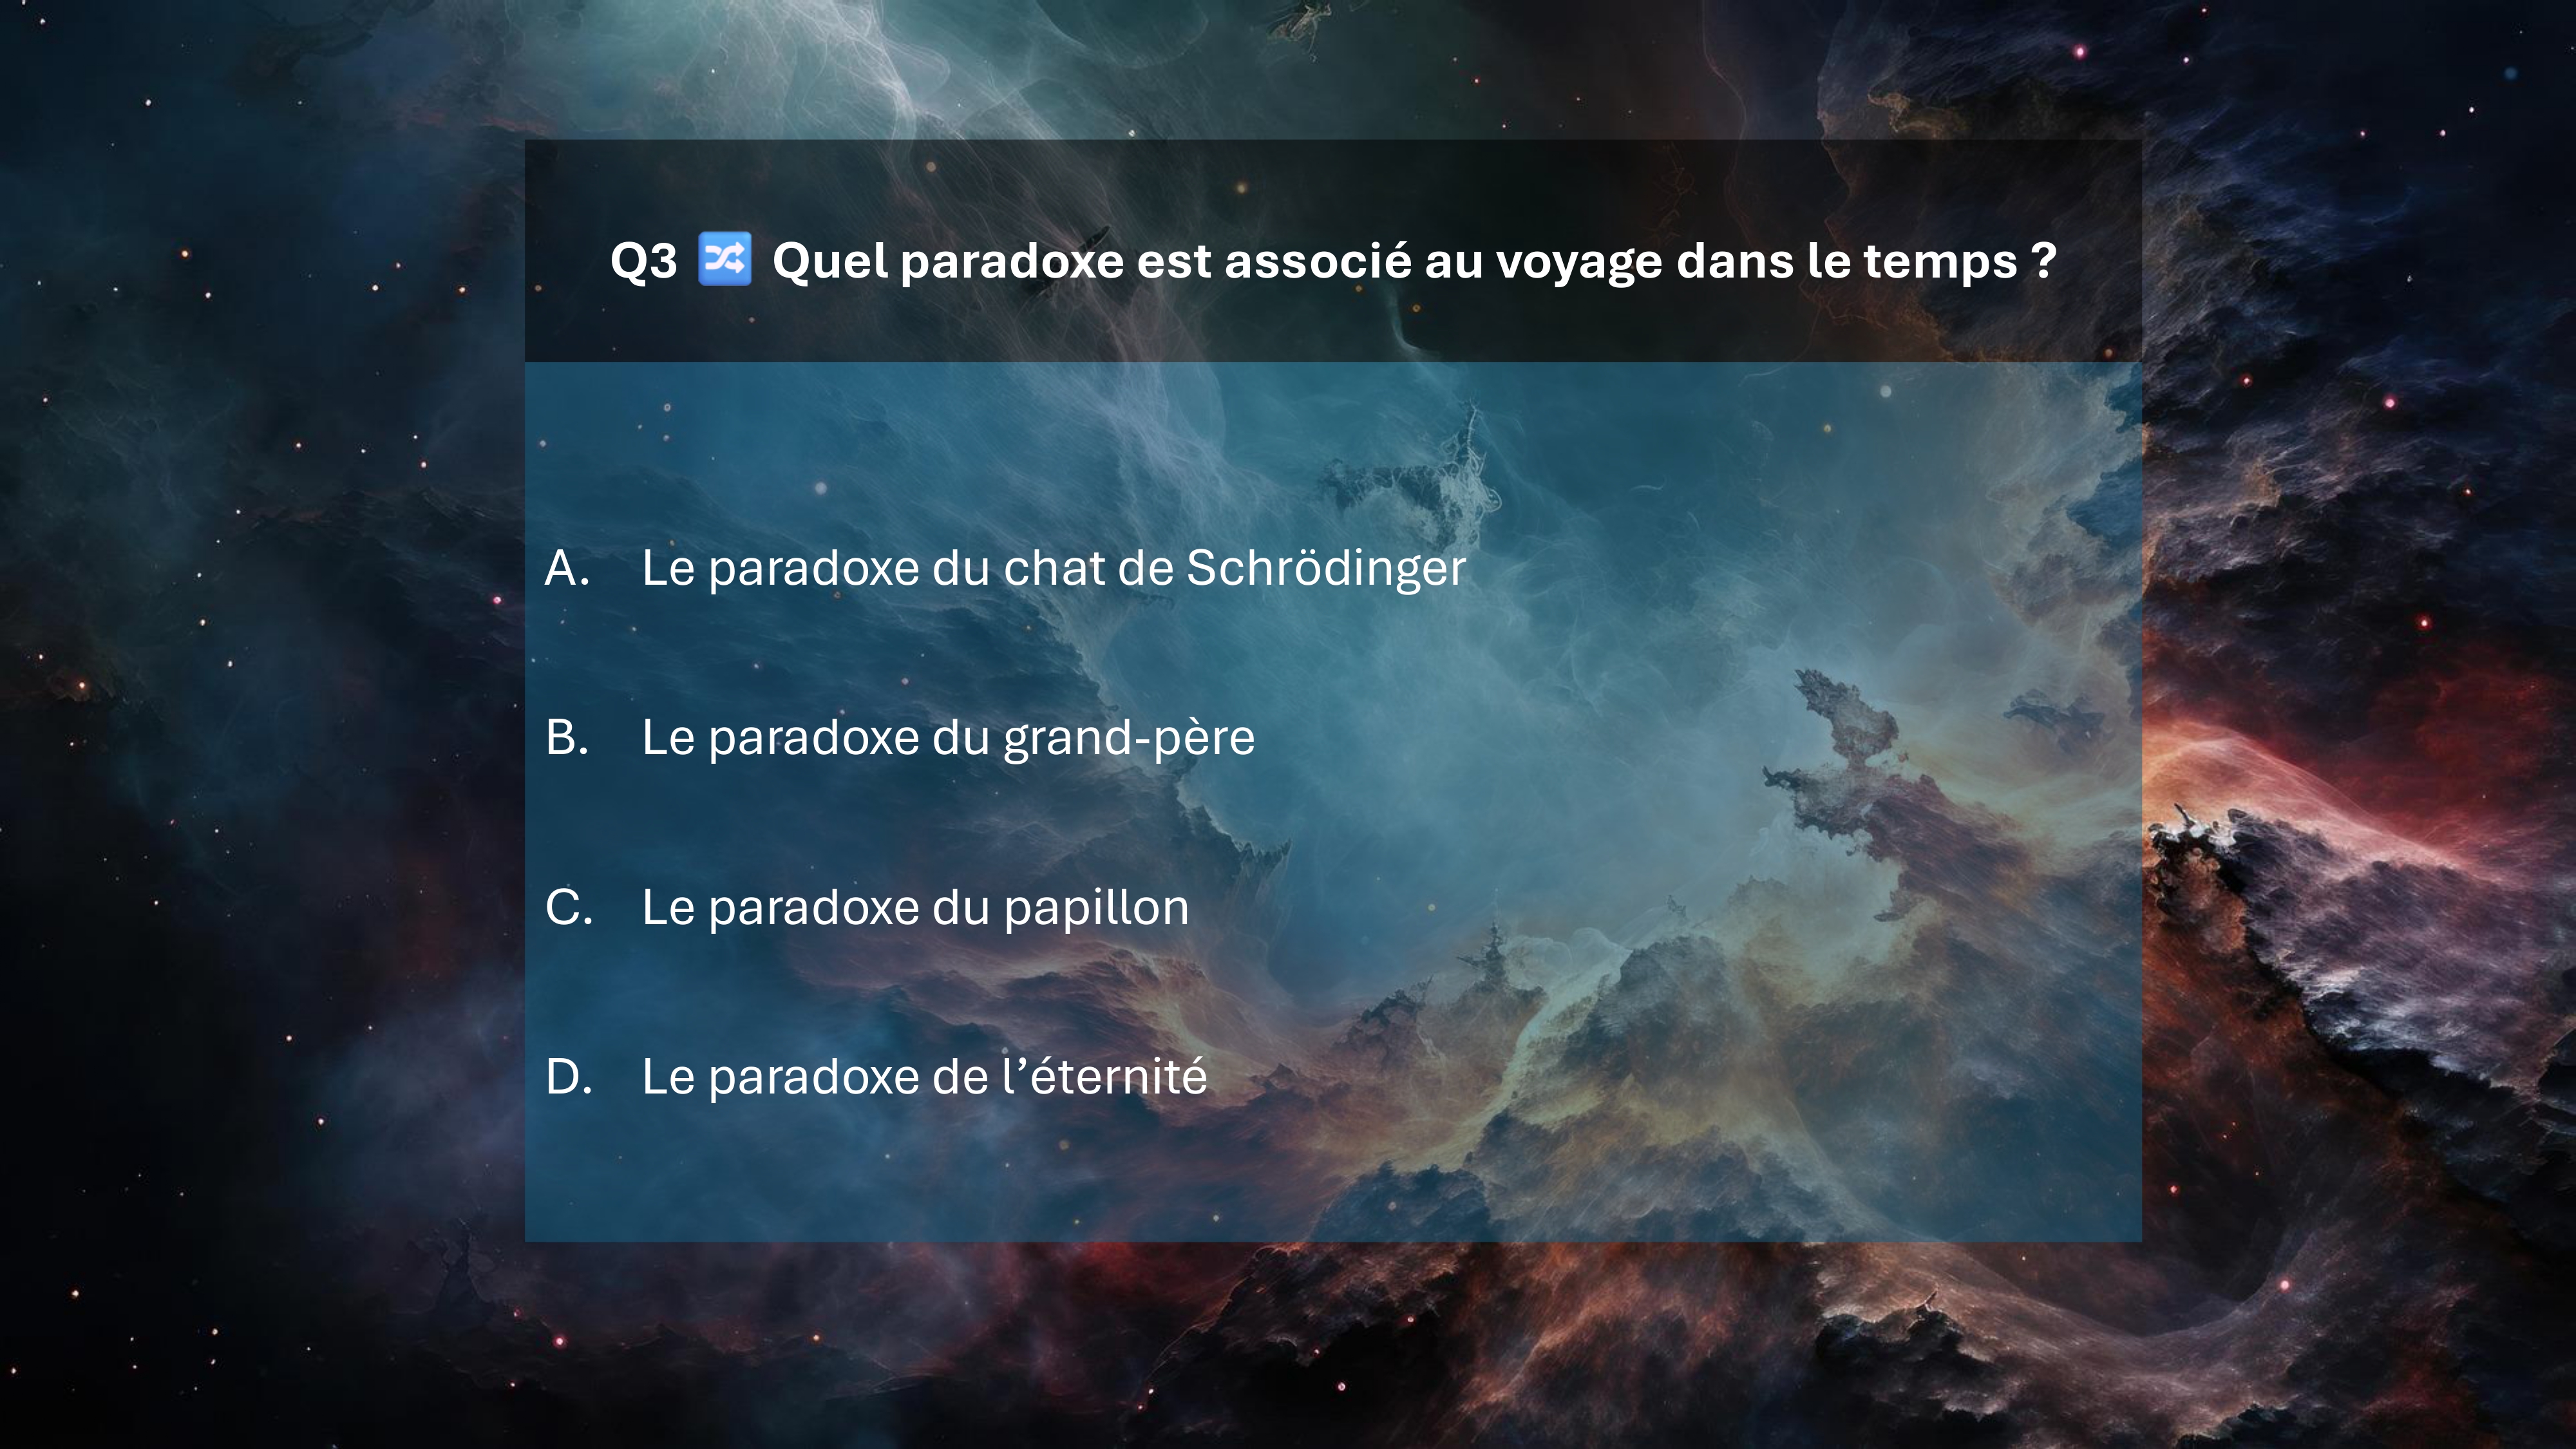 Q3 🔀 Quel paradoxe est associé au voyage dans le temps ?
A. Le paradoxe du chat de Schrödinger
B. Le paradoxe du grand-père
C. Le paradoxe du papillon
D. Le paradoxe de l’éternité